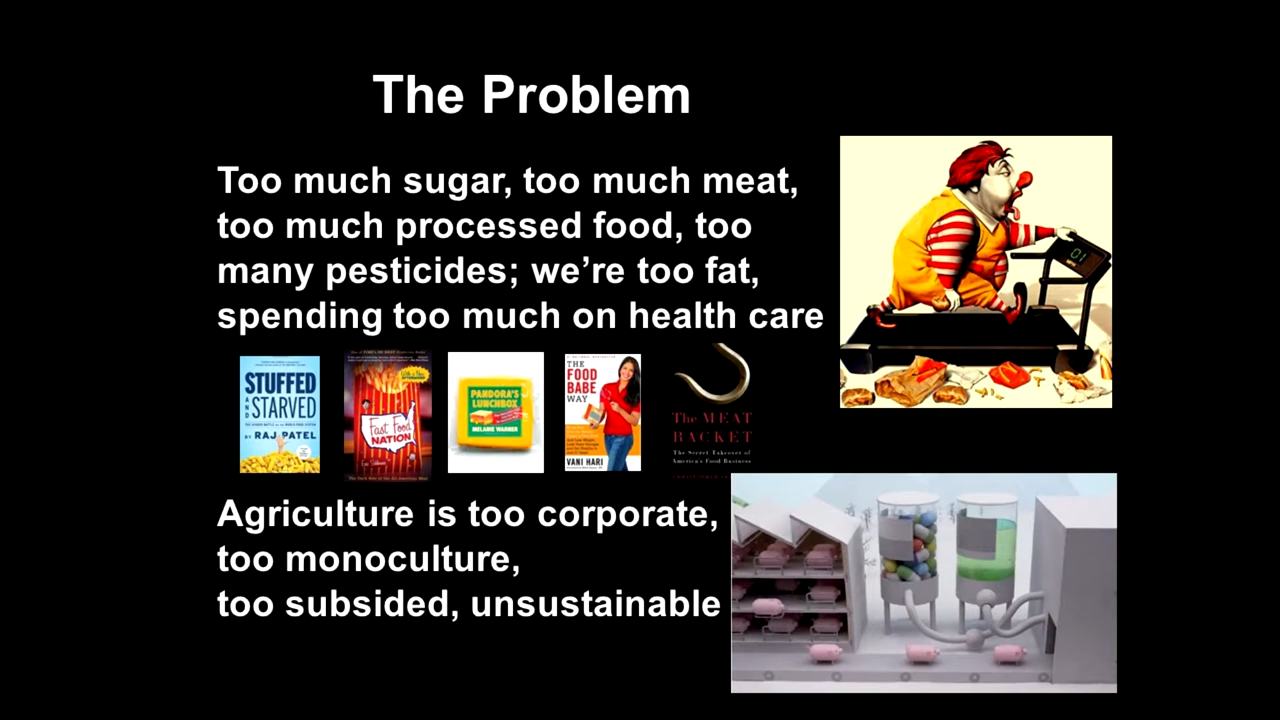 The Problem
Too much sugar, too much meat,
too much processed food, too
many pesticides; we’re too fat,
spending too much on health care
STUFFED
AND
STARVED
BY RAJ PATEL
Fast Food
NATION
PANDORA'S
LUNCHBOX
MELANIE WARNER
THE
FOOD
BABE
WAY
VANI HARI
The MEAT
RACKET
The Secret Takeover of
America's Food Business
Agriculture is too corporate,
too monoculture,
too subsided, unsustainable